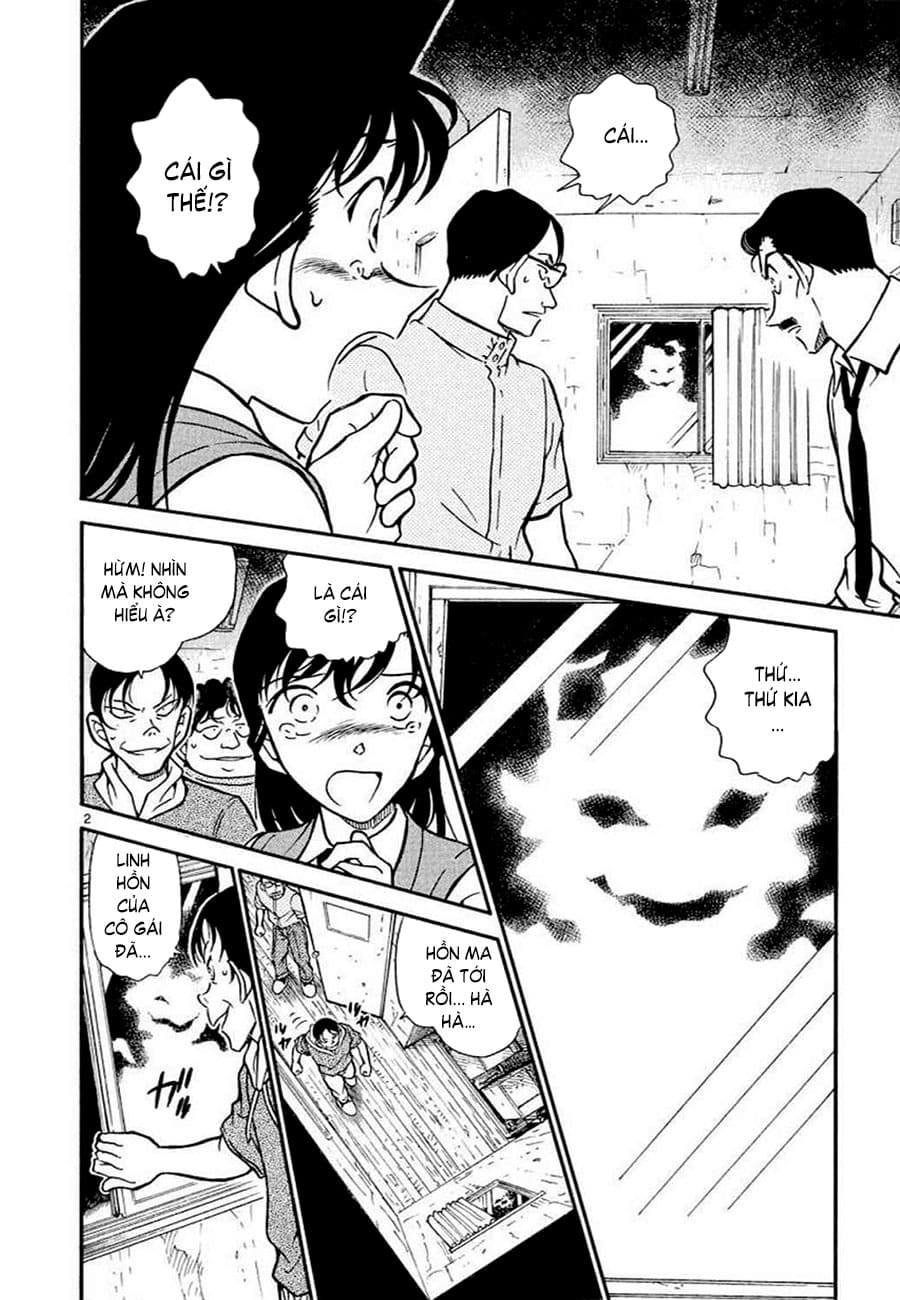 CÁI...
CÁI GÌ
THẾ!?
THỨ...
THỨ KIA
...
LÀ CÁI
GÌ!?
HỪM! NHÌN
MÀ KHÔNG
HIỂU À?
2
HỒN MA
ĐÃ TỚI
RỒI... HÀ
HÀ...
LINH
HỒN CỦA
CÔ GÁI
ĐÃ...